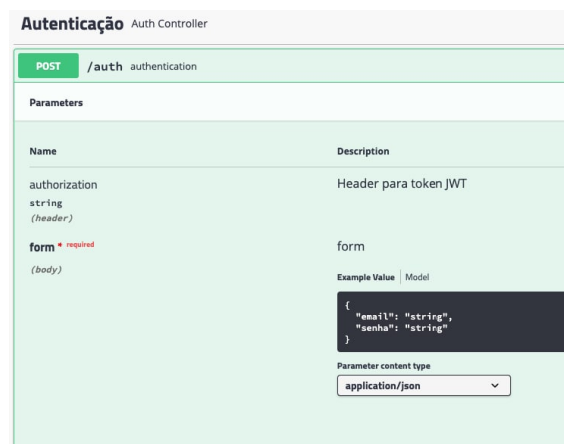 Autenticação Auth Controller
POST /auth authentication
Parameters
Name Description
authorization Header para token JWT
string
(header)
form * required form
(body)
Example Value Model
{
"email": "string",
"senha": "string"
}
Parameter content type
application/json